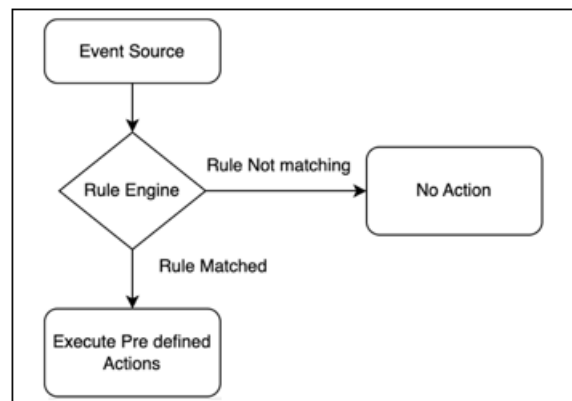 Event Source
Rule Not matching
Rule Engine
No Action
Rule Matched
Execute Pre defined
Actions